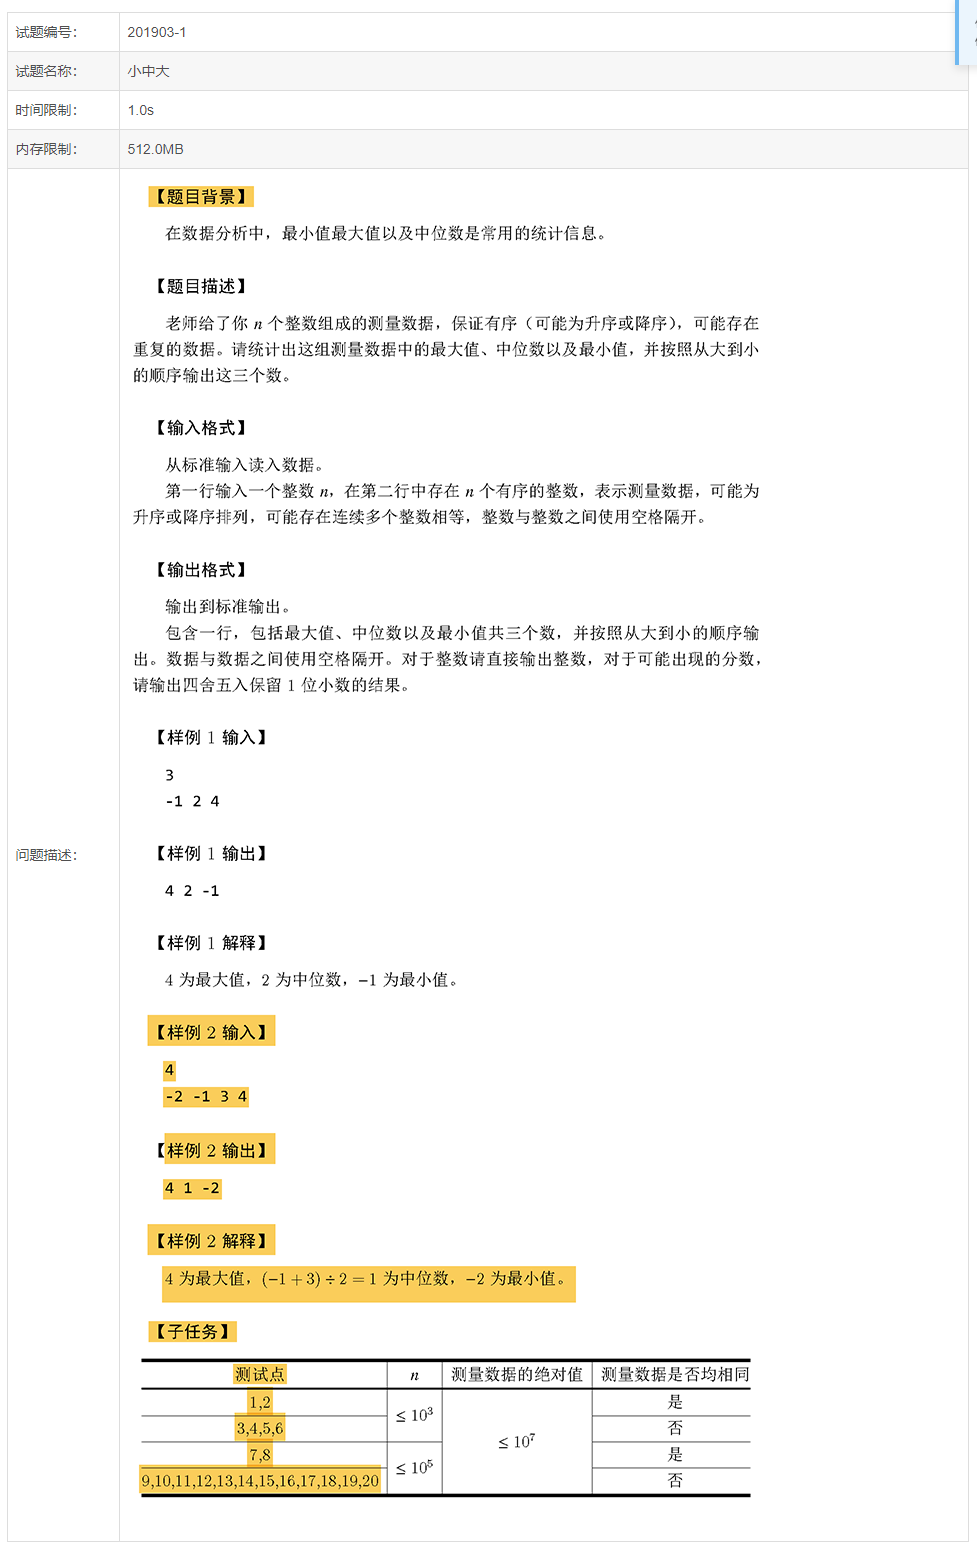 试题编号： 201903-1
试题名称： 小中大
时间限制： 1.0s
内存限制： 512.0MB
问题描述：
【题目背景】
在数据分析中，最小值最大值以及中位数是常用的统计信息。
【题目描述】
老师给了你 n 个整数组成的测量数据，保证有序（可能为升序或降序），可能存在
重复的数据。请统计出这组测量数据中的最大值、中位数以及最小值，并按照从大到小
的顺序输出这三个数。
【输入格式】
从标准输入读入数据。
第一行输入一个整数 n，在第二行中存在 n 个有序的整数，表示测量数据，可能为
升序或降序排列，可能存在连续多个整数相等，整数与整数之间使用空格隔开。
【输出格式】
输出到标准输出。
包含一行，包括最大值、中位数以及最小值共三个数，并按照从大到小的顺序输
出。数据与数据之间使用空格隔开。对于整数请直接输出整数，对于可能出现的分数，
请输出四舍五入保留 1 位小数的结果。
【样例 1 输入】
3
-1 2 4
【样例 1 输出】
4 2 -1
【样例 1 解释】
4 为最大值，2 为中位数，−1 为最小值。
【样例 2 输入】
4
-2 -1 3 4
【样例 2 输出】
4 1 -2
【样例 2 解释】
4 为最大值，(−1 + 3) ÷ 2 = 1 为中位数，−2 为最小值。
【子任务】
测试点 n 测量数据的绝对值 测量数据是否均相同
1,2 ≤ 10³ ≤ 10⁷ 是
3,4,5,6 否
7,8 ≤ 10⁵ 是
9,10,11,12,13,14,15,16,17,18,19,20 否